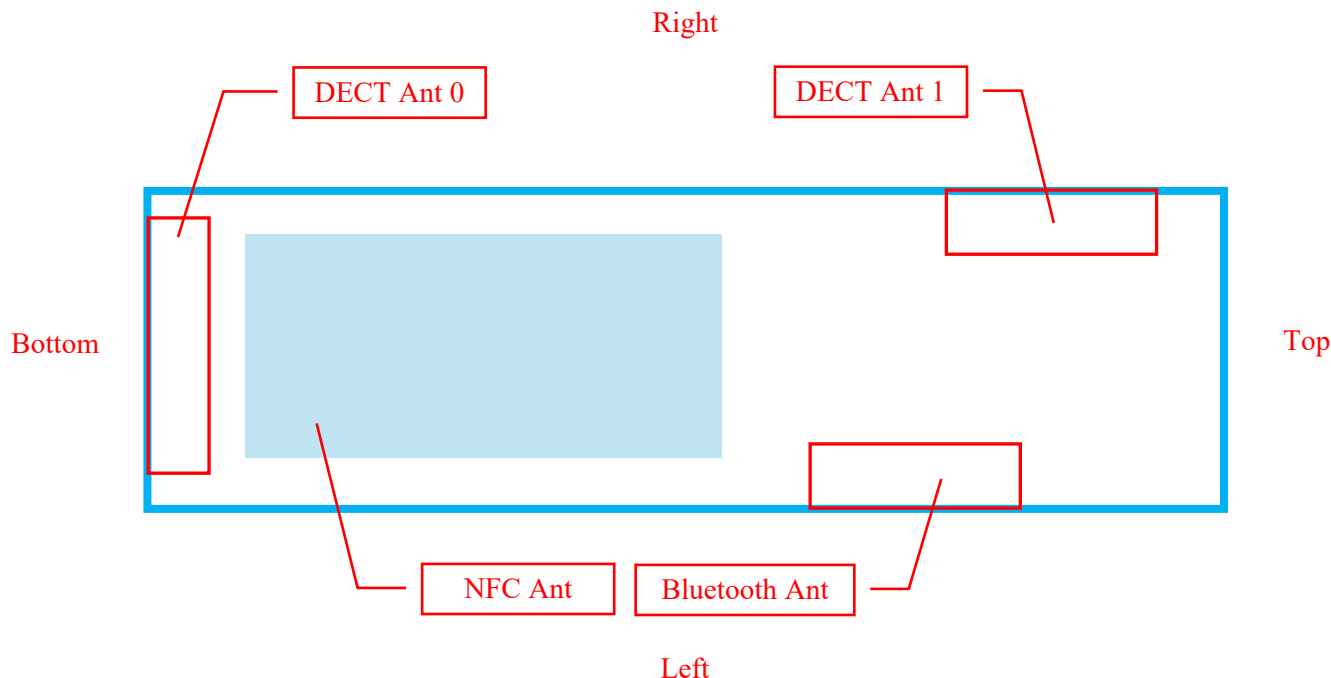 Right
DECT Ant 0
DECT Ant 1
Bottom
Top
NFC Ant
Bluetooth Ant
Left